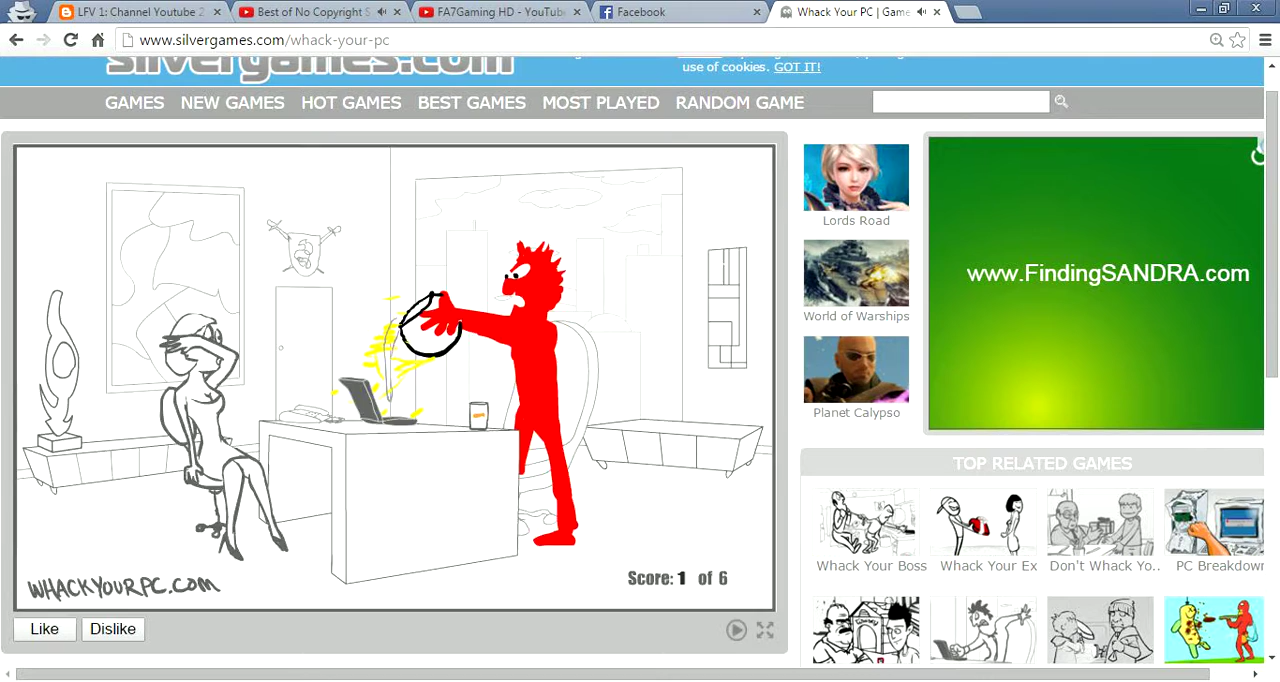 LFV 1: Channel Youtube 2
Best of No Copyright S
FA7Gaming HD - YouTube
Facebook
Whack Your PC | Game
www.silvergames.com/whack-your-pc
silvergames.com
use of cookies. GOT IT!
GAMES NEW GAMES HOT GAMES BEST GAMES MOST PLAYED RANDOM GAME
Lords Road
World of Warships
Planet Calypso
www.FindingSANDRA.com
TOP RELATED GAMES
Whack Your Boss
Whack Your Ex
Don't Whack Yo..
PC Breakdown
WHACKYOURPC.COM
Score: 1 of 6
Like
Dislike